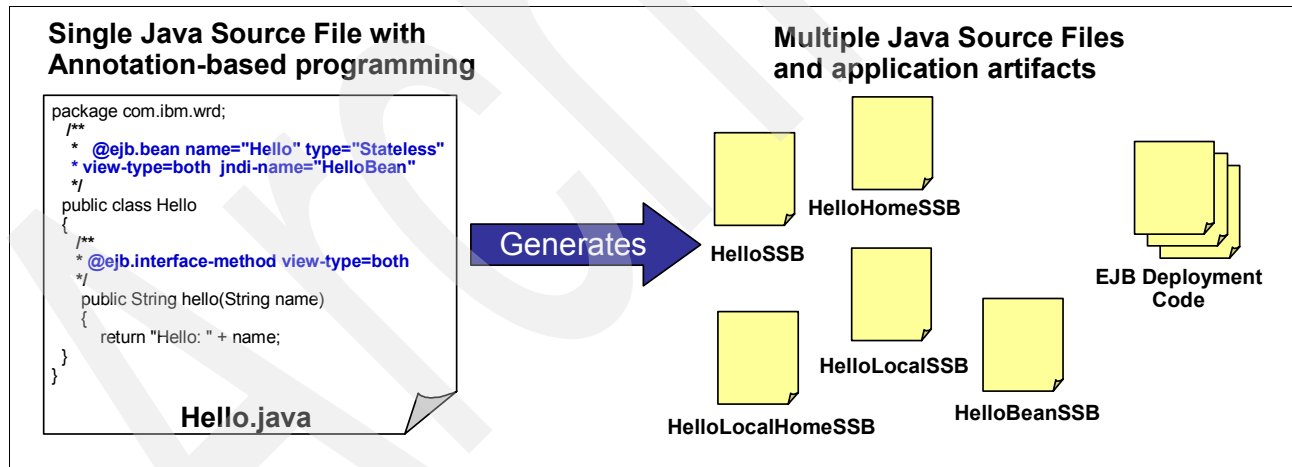 Single Java Source File with
Annotation-based programming
package com.ibm.wrd;
/**
* @ejb.bean name="Hello" type="Stateless"
* view-type=both jndi-name="HelloBean"
*/
public class Hello
{
/**
* @ejb.interface-method view-type=both
*/
public String hello(String name)
{
return "Hello: " + name;
}
}
Hello.java
Generates
Multiple Java Source Files
and application artifacts
HelloSSB
HelloHomeSSB
HelloLocalHomeSSB
HelloLocalSSB
HelloBeanSSB
EJB Deployment
Code